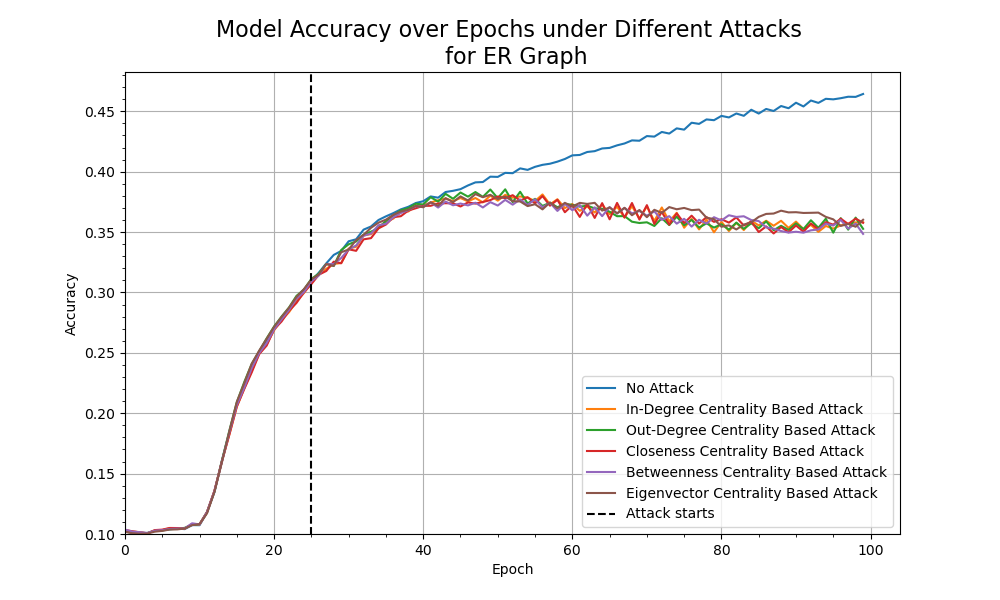 Model Accuracy over Epochs under Different Attacks
for ER Graph
Accuracy
0.45
0.40
0.35
0.30
0.25
0.20
0.15
0.10
0
20
40
60
80
100
Epoch
No Attack
In-Degree Centrality Based Attack
Out-Degree Centrality Based Attack
Closeness Centrality Based Attack
Betweenness Centrality Based Attack
Eigenvector Centrality Based Attack
Attack starts